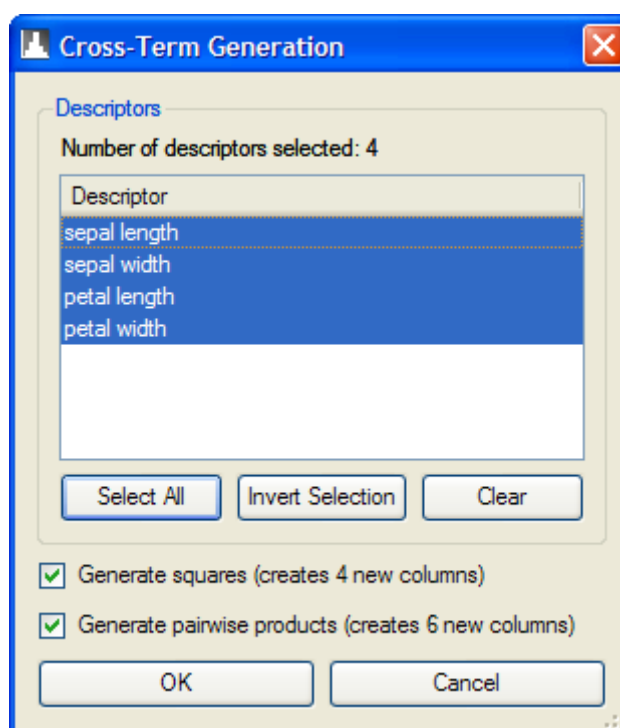 Cross-Term Generation
Descriptors
Number of descriptors selected: 4
Descriptor
sepal length
sepal width
petal length
petal width
Select All
Invert Selection
Clear
Generate squares (creates 4 new columns)
Generate pairwise products (creates 6 new columns)
OK
Cancel